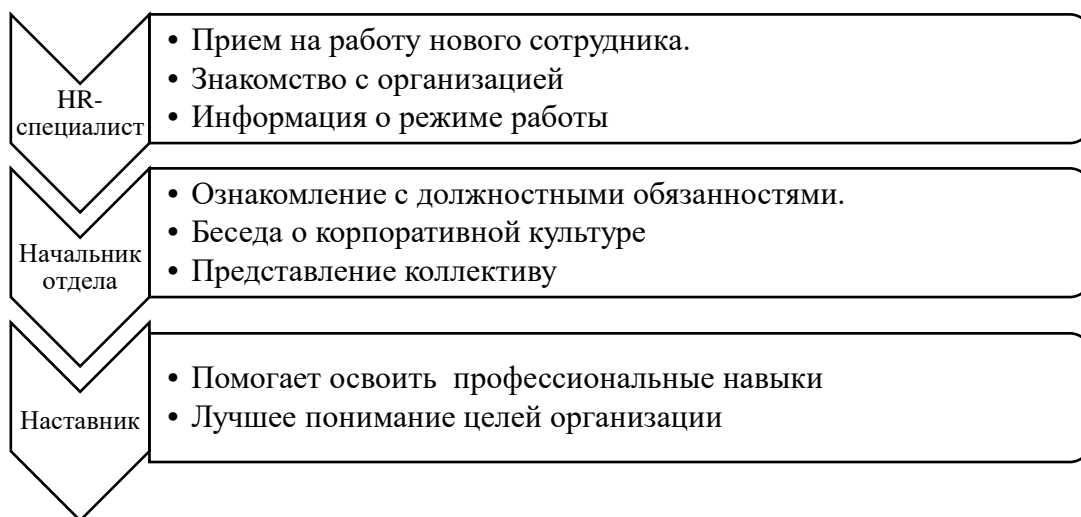 HR-
специалист
• Прием на работу нового сотрудника.
• Знакомство с организацией
• Информация о режиме работы
Начальник
отдела
• Ознакомление с должностными обязанностями.
• Беседа о корпоративной культуре
• Представление коллективу
Наставник
• Помогает освоить  профессиональные навыки
• Лучшее понимание целей организации